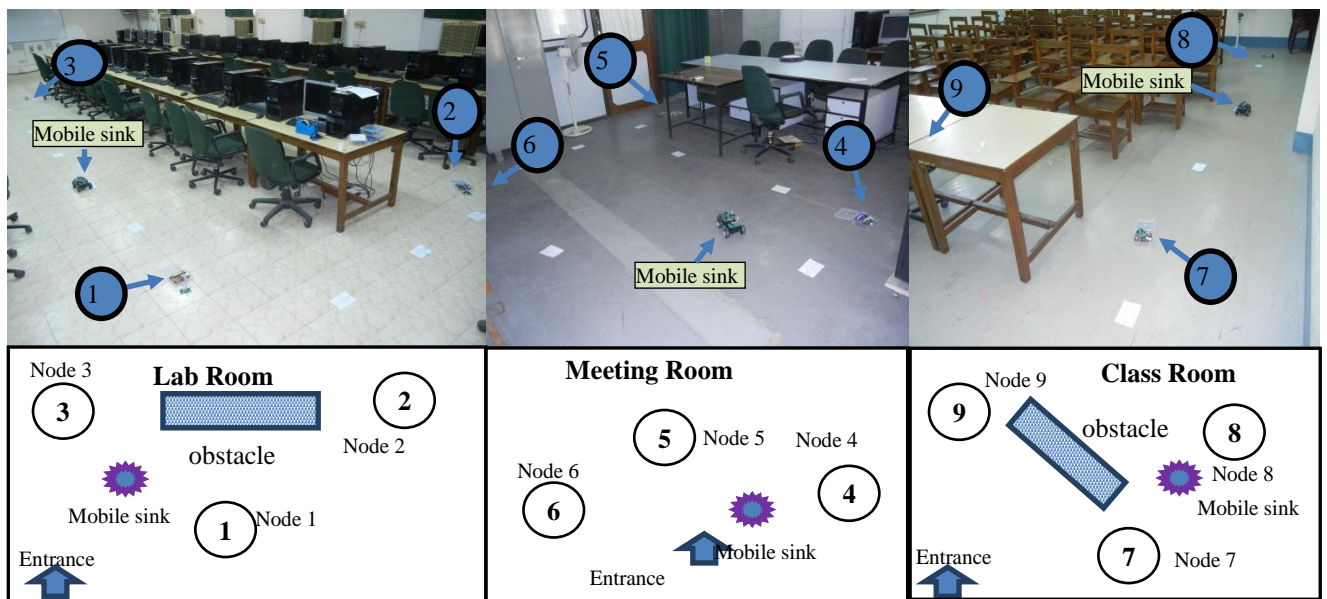 3
2
Mobile sink
1
5
6
4
Mobile sink
8
Mobile sink
9
7
Node 3
Lab Room
3
2
obstacle
Node 2
Mobile sink
1
Node 1
Entrance
Meeting Room
5
Node 5
Node 4
Node 6
6
4
Mobile sink
Entrance
Node 9
Class Room
9
obstacle
8
Node 8
Mobile sink
7
Node 7
Entrance